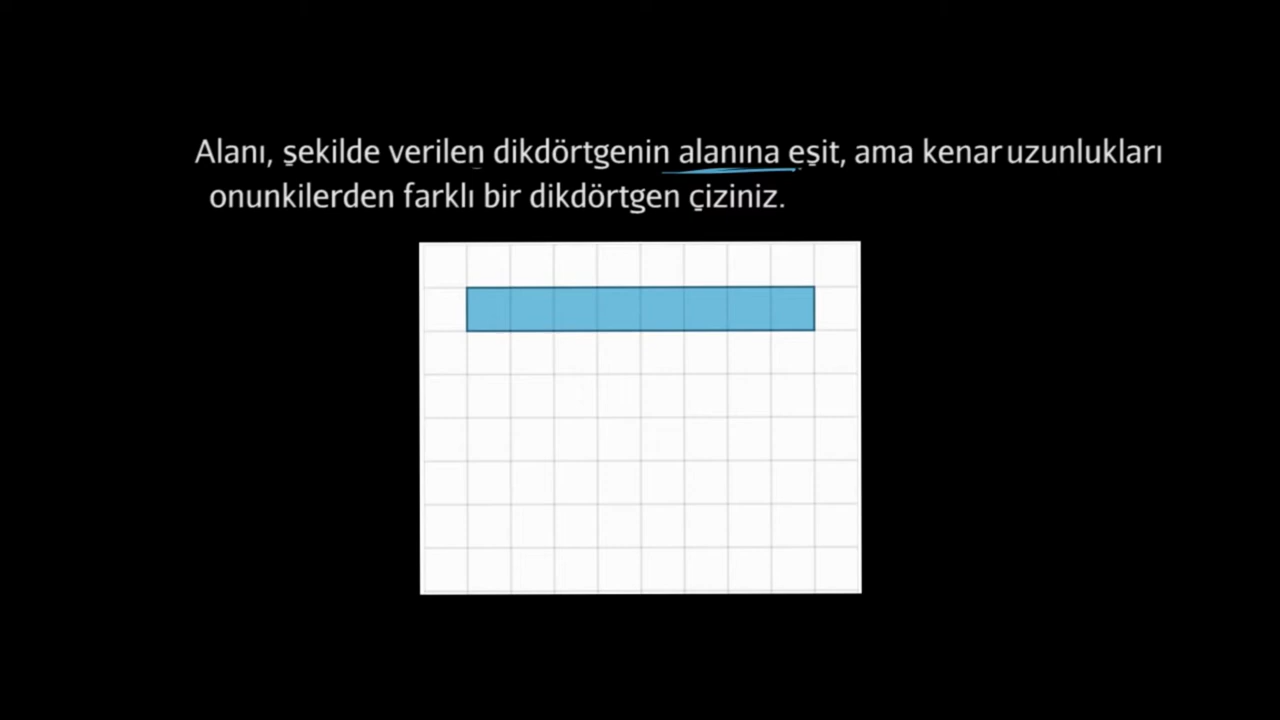 Alanı, şekilde verilen dikdörtgenin alanına eşit, ama kenar uzunlukları
onunkilerden farklı bir dikdörtgen çiziniz.